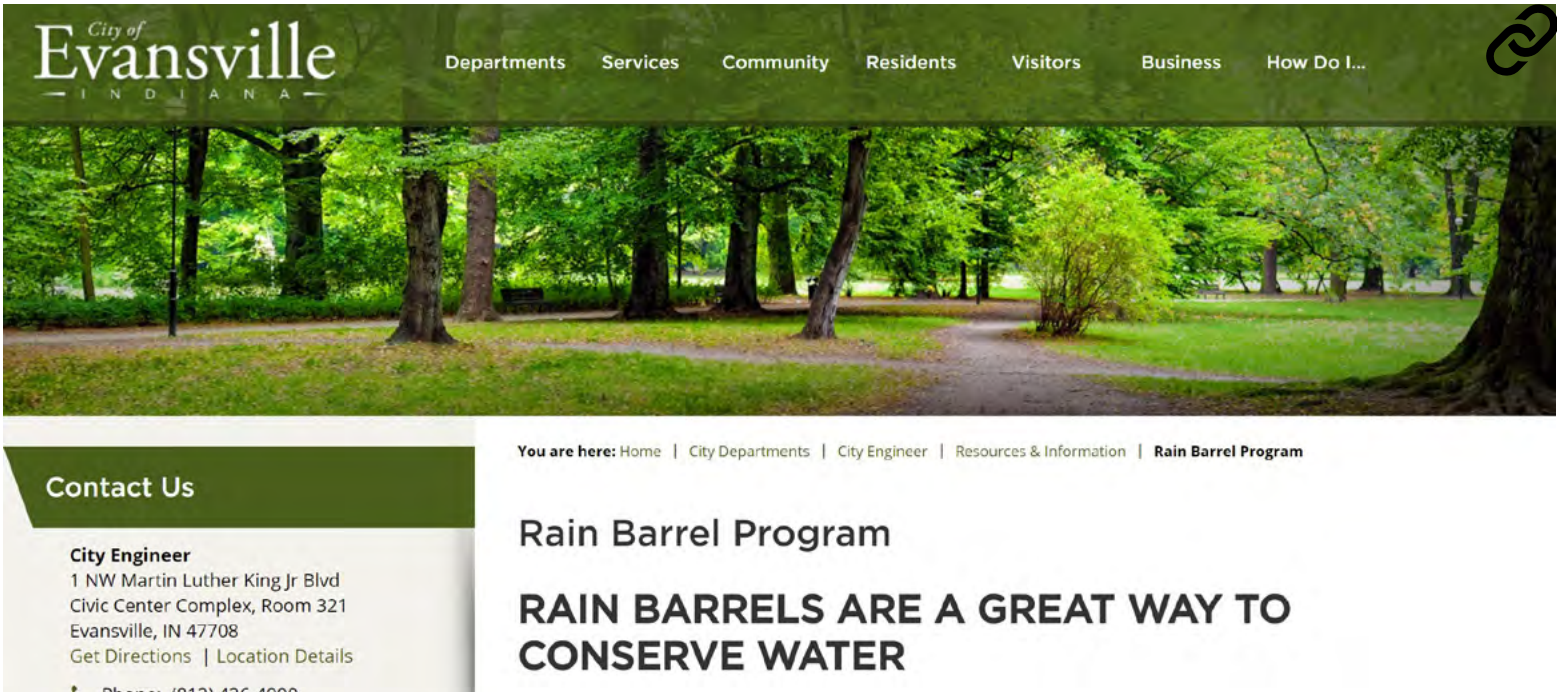 City of
Evansville
INDIANA
Departments Services Community Residents Visitors Business How Do I...
You are here: Home | City Departments | City Engineer | Resources & Information | Rain Barrel Program
Contact Us
City Engineer
1 NW Martin Luther King Jr Blvd
Civic Center Complex, Room 321
Evansville, IN 47708
Get Directions | Location Details
Rain Barrel Program
RAIN BARRELS ARE A GREAT WAY TO
CONSERVE WATER